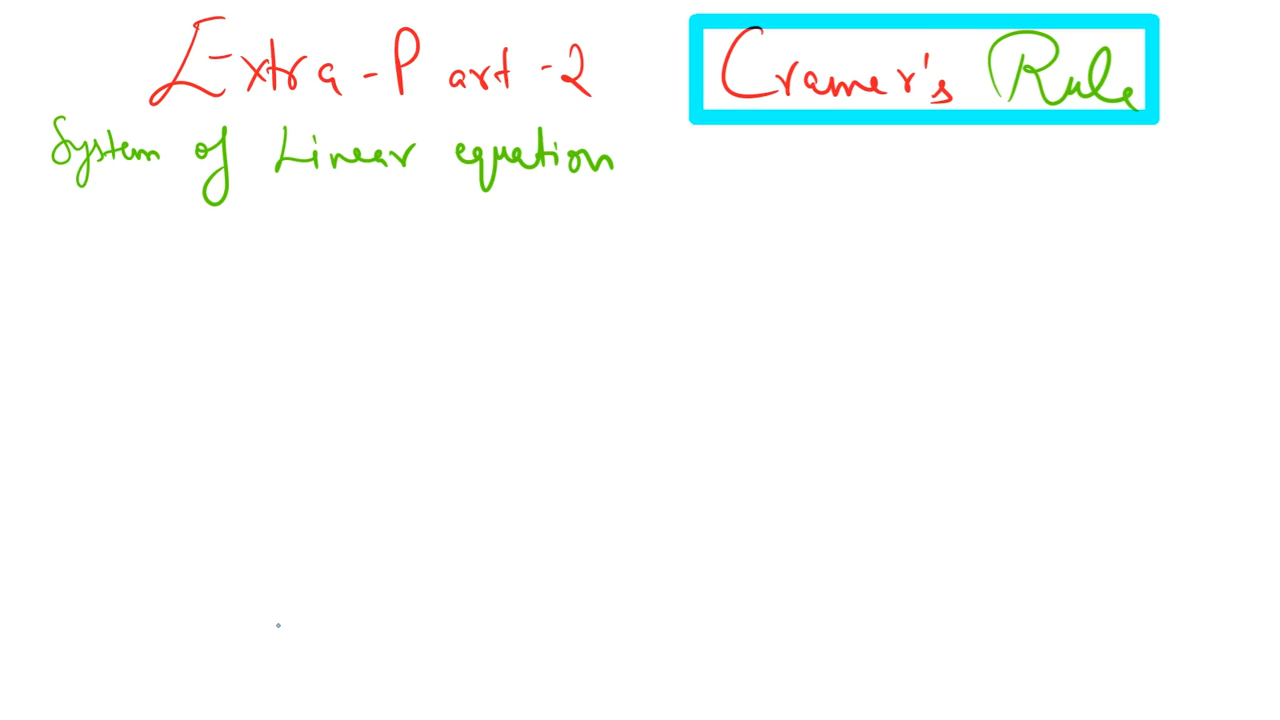 Extra - Part - 2
Cramer's Rule
System of Linear equation